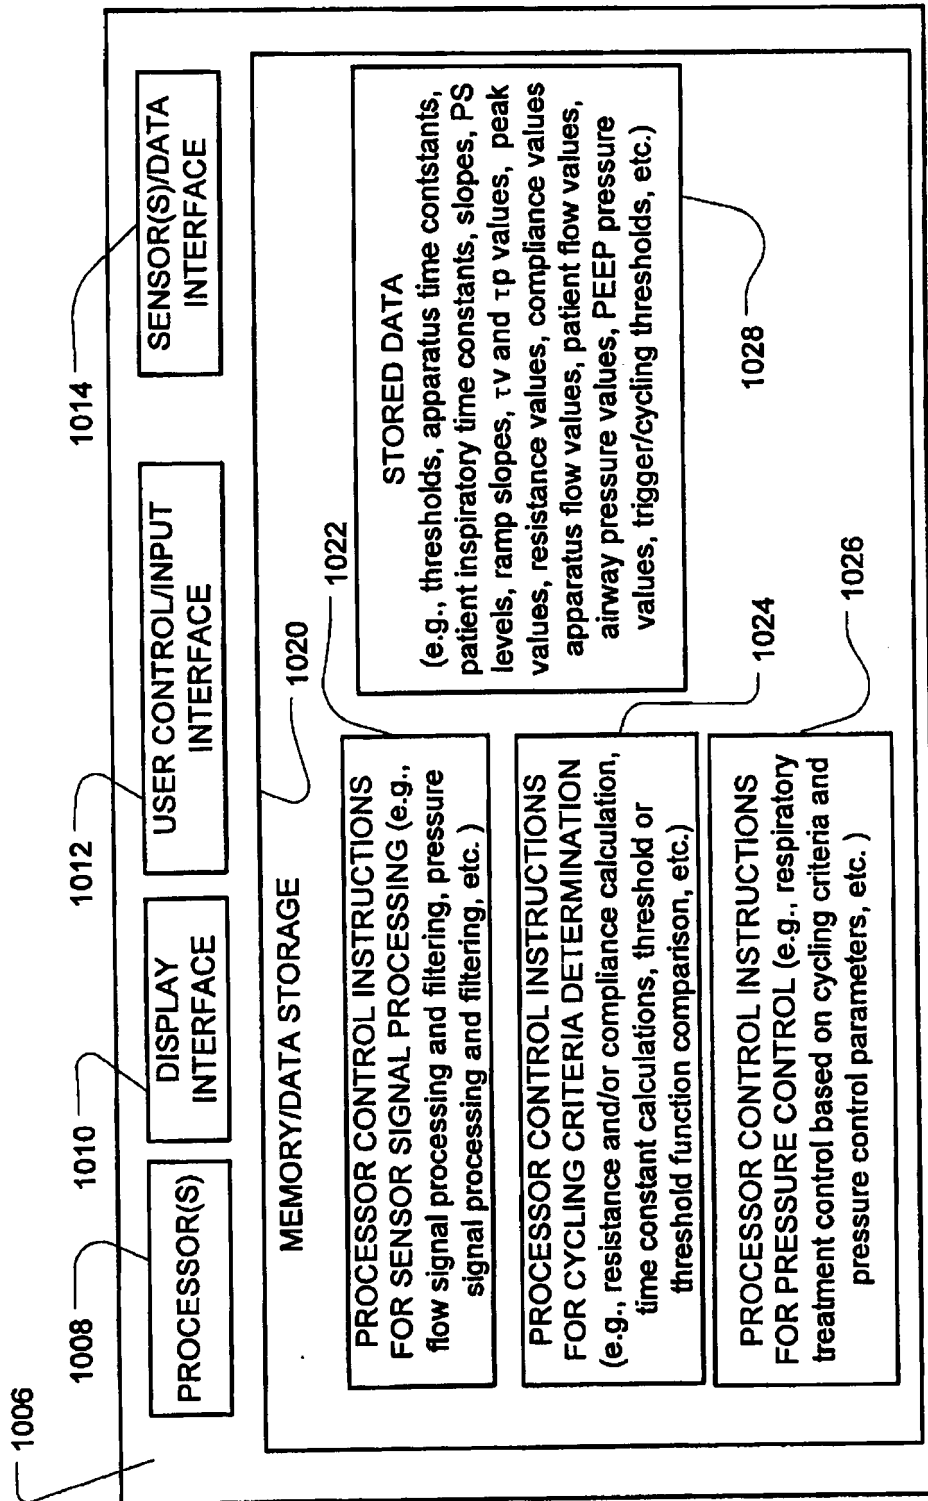 1006
1008
1010
1012
1014
PROCESSOR(S)
DISPLAY
INTERFACE
USER CONTROL/INPUT
INTERFACE
SENSOR(S)/DATA
INTERFACE
MEMORY/DATA STORAGE
1020
1022
PROCESSOR CONTROL INSTRUCTIONS
FOR SENSOR SIGNAL PROCESSING (e.g.,
flow signal processing and filtering, pressure
signal processing and filtering, etc. )
PROCESSOR CONTROL INSTRUCTIONS
FOR CYCLING CRITERIA DETERMINATION
(e.g., resistance and/or compliance calculation,
time constant calculations, threshold or
threshold function comparison, etc.)
1024
PROCESSOR CONTROL INSTRUCTIONS
FOR PRESSURE CONTROL (e.g., respiratory
treatment control based on cycling criteria and
pressure control parameters, etc. )
1026
STORED DATA
(e.g., thresholds, apparatus time contstants,
patient inspiratory time constants, slopes, PS
levels, ramp slopes, τV and τp values, peak
values, resistance values, compliance values
apparatus flow values, patient flow values,
airway pressure values, PEEP pressure
values, trigger/cycling thresholds, etc.)
1028